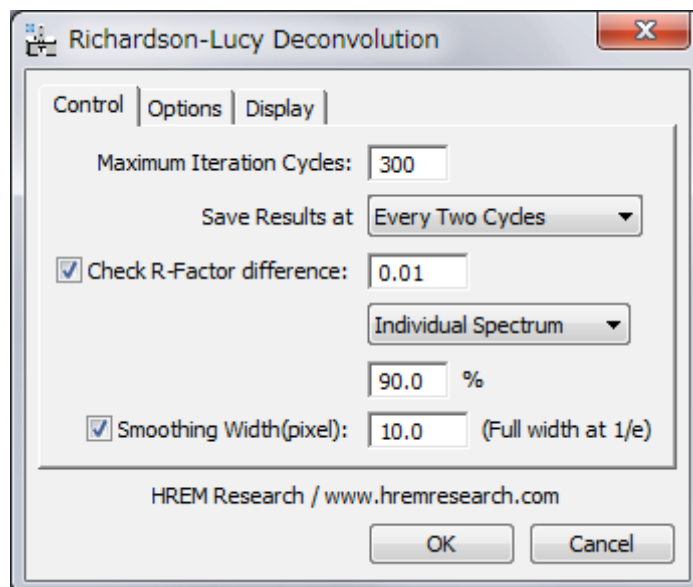 Richardson-Lucy Deconvolution
Control Options Display
Maximum Iteration Cycles: 300
Save Results at Every Two Cycles
Check R-Factor difference: 0.01
Individual Spectrum
90.0 %
Smoothing Width(pixel): 10.0 (Full width at 1/e)
HREM Research / www.hremresearch.com
OK Cancel